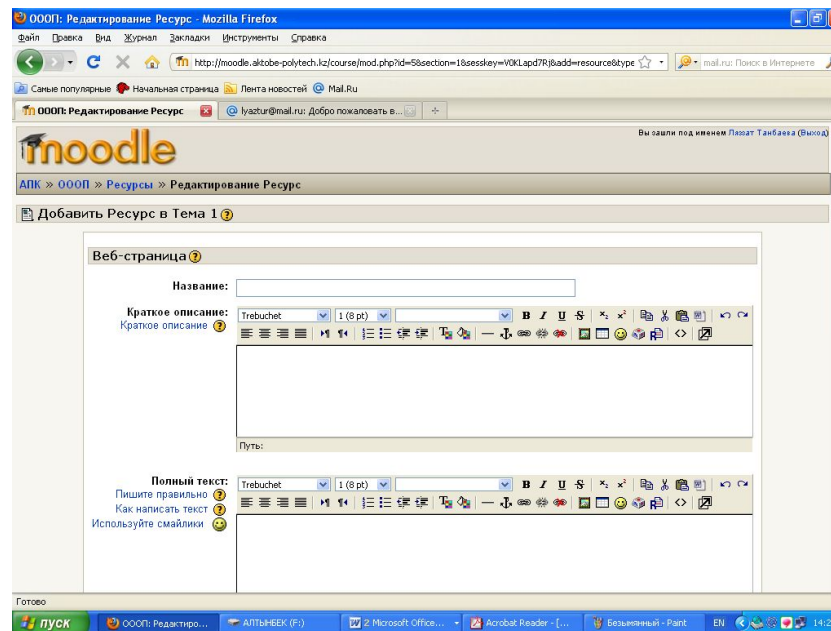 ОООП: Редактирование Ресурс - Mozilla Firefox
Файл Правка Вид Журнал Закладки Инструменты Справка
http://moodle.aktobe-polytech.kz/course/mod.php?id=5&section=1&sesskey=V0KLapd7Rj&add=resource&type mail.ru: Поиск в Интернете
Самые популярные Начальная страница Лента новостей Mail.Ru
ОООП: Редактирование Ресурс lyaztur@mail.ru: Добро пожаловать в...
moodle
Вы зашли под именем Ляззат Танбаева (Выход)
АПК » ОООП » Ресурсы » Редактирование Ресурс
Добавить Ресурс в Тема 1
Веб-страница
Название:
Краткое описание:
Краткое описание
Trebuchet 1 (8 pt) B I U S
Путь:
Полный текст:
Пишите правильно
Как написать текст
Используйте смайлики
Trebuchet 1 (8 pt) B I U S
Готово
пуск ОООП: Редактиро... АЛТЫНБЕК (F:) 2 Microsoft Office... Acrobat Reader - [... Безымянный - Paint EN 14:2